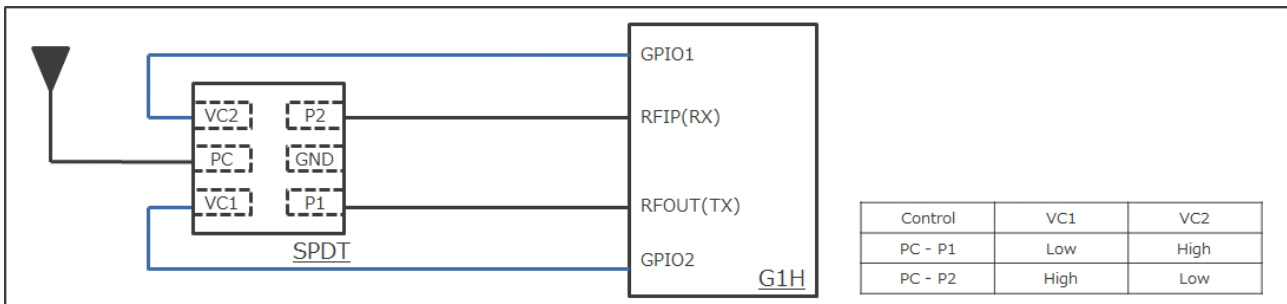 GPIO1
VC2 P2 RFIP(RX)
PC GND
VC1 P1 RFOUT(TX)
SPDT GPIO2
G1H
Control VC1 VC2
PC - P1 Low High
PC - P2 High Low